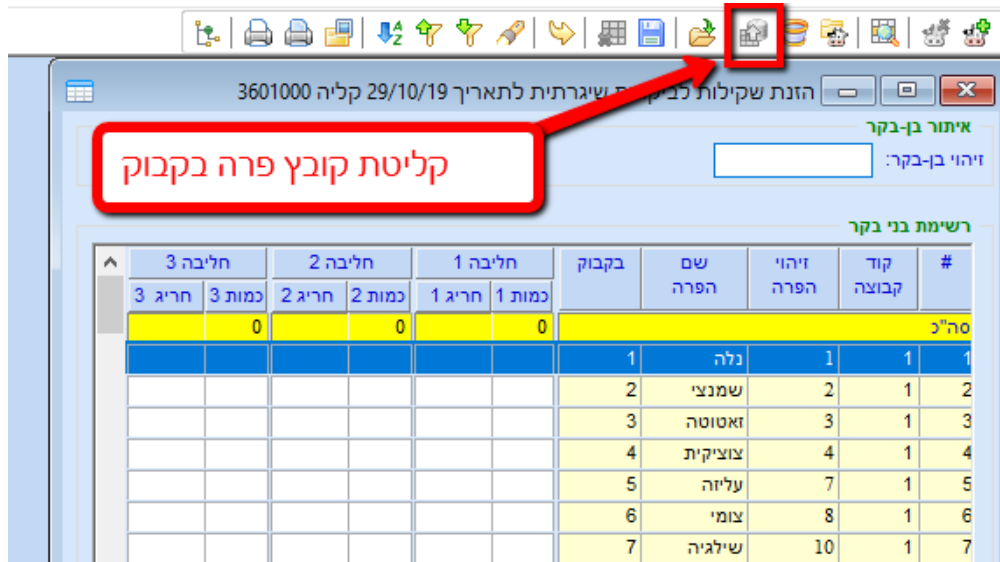 הזנת שקילות לביקורת שיגרתית לתאריך 29/10/19 קליה 3601000
איתור בן-בקר
זיהוי בן-בקר:
קליטת קובץ פרה בקבוק
רשימת בני בקר
# קוד קבוצה זיהוי הפרה שם הפרה בקבוק חליבה 1 חליבה 2 חליבה 3
כמות 1 חריג 1 כמות 2 חריג 2 כמות 3 חריג 3
סה"כ 0 0 0
1 1 1 נלה 1
2 1 2 שמנצי 2
3 1 3 זאטוטה 3
4 1 4 צוציקית 4
5 1 7 עליזה 5
6 1 8 צומי 6
7 1 10 שילגיה 7